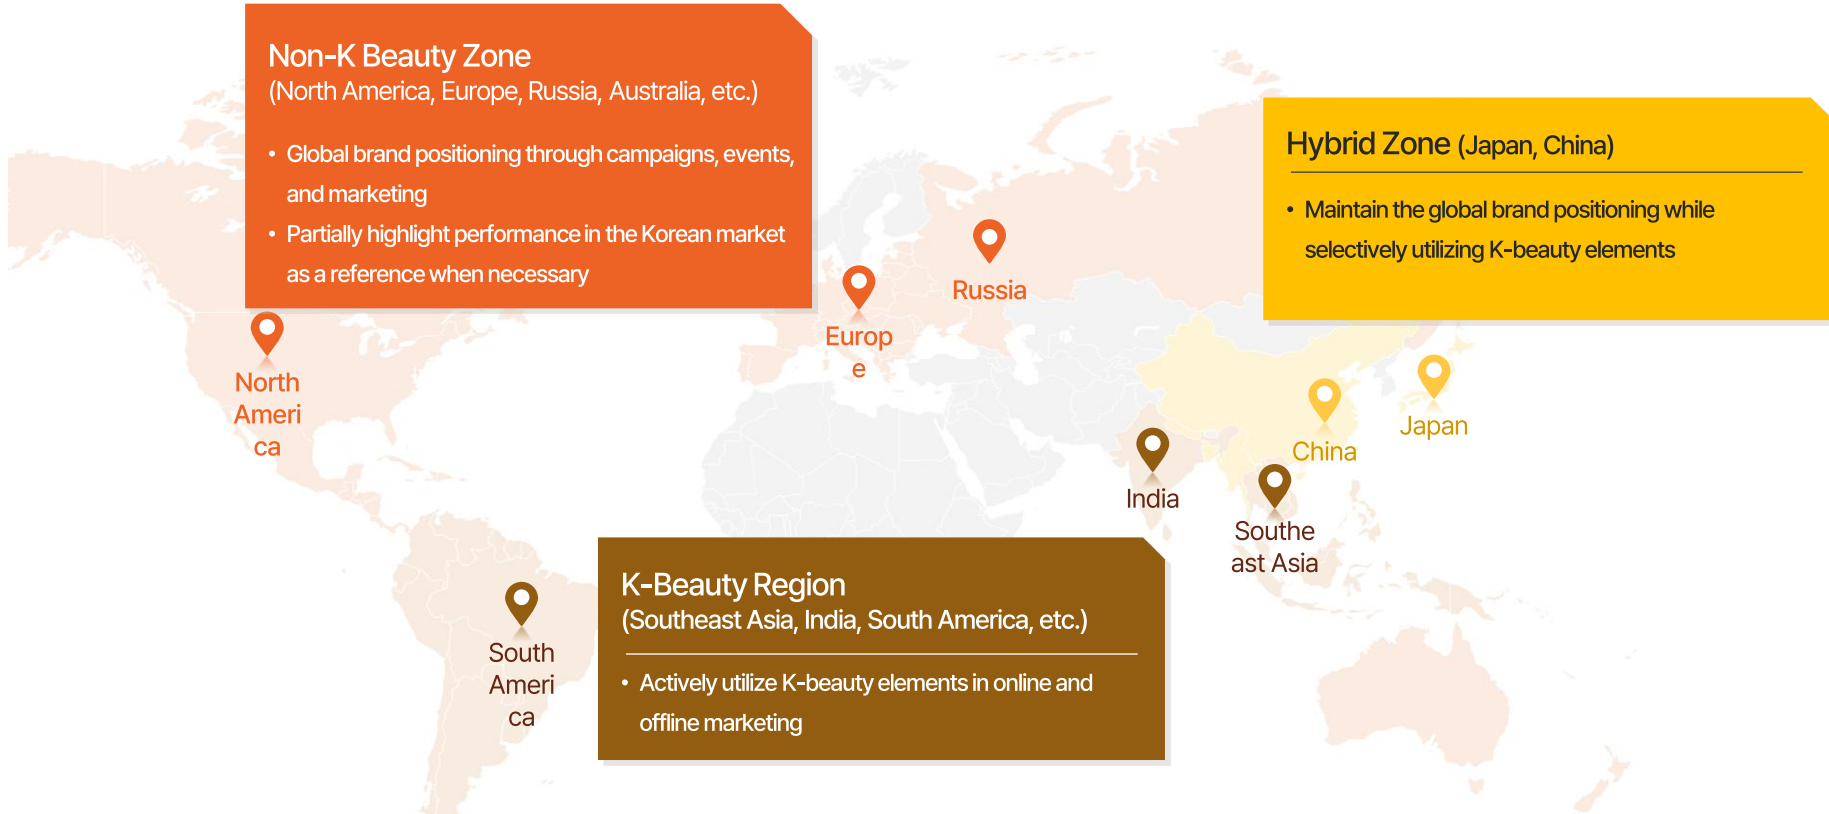 Non-K Beauty Zone
(North America, Europe, Russia, Australia, etc.)
• Global brand positioning through campaigns, events,
and marketing
• Partially highlight performance in the Korean market
as a reference when necessary
Hybrid Zone (Japan, China)
• Maintain the global brand positioning while
selectively utilizing K-beauty elements
Russia
Europ
e
North
Ameri
ca
Japan
China
India
Southe
ast Asia
K-Beauty Region
(Southeast Asia, India, South America, etc.)
• Actively utilize K-beauty elements in online and
offline marketing
South
Ameri
ca